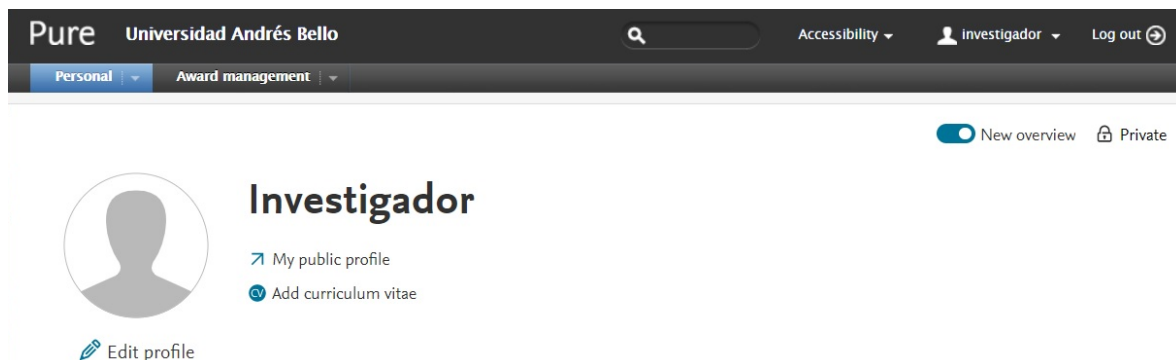 Pure Universidad Andrés Bello Accessibility investigador Log out
Personal Award management
New overview Private
Investigador
My public profile
CV Add curriculum vitae
Edit profile